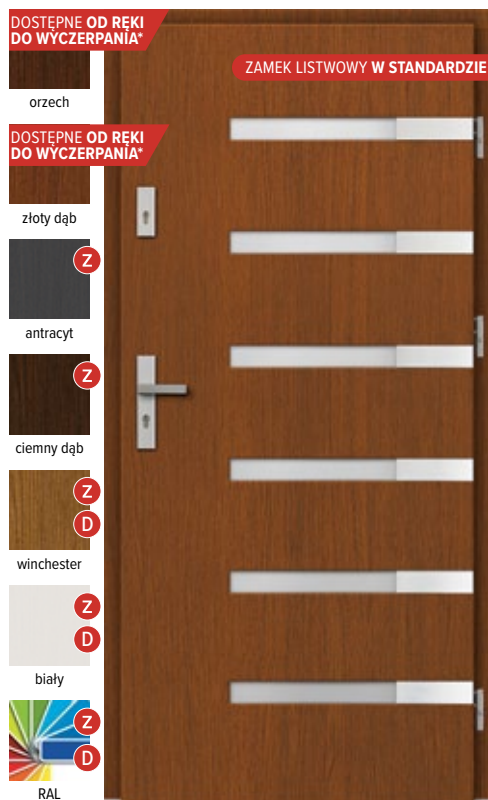 DOSTĘPNE OD RĘKI
DO WYCZERPANIA*
ZAMEK LISTWOWY W STANDARDZIE
orzech
DOSTĘPNE OD RĘKI
DO WYCZERPANIA*
złoty dąb
Z
antracyt
Z
ciemny dąb
Z
D
winchester
Z
D
biały
Z
D
RAL